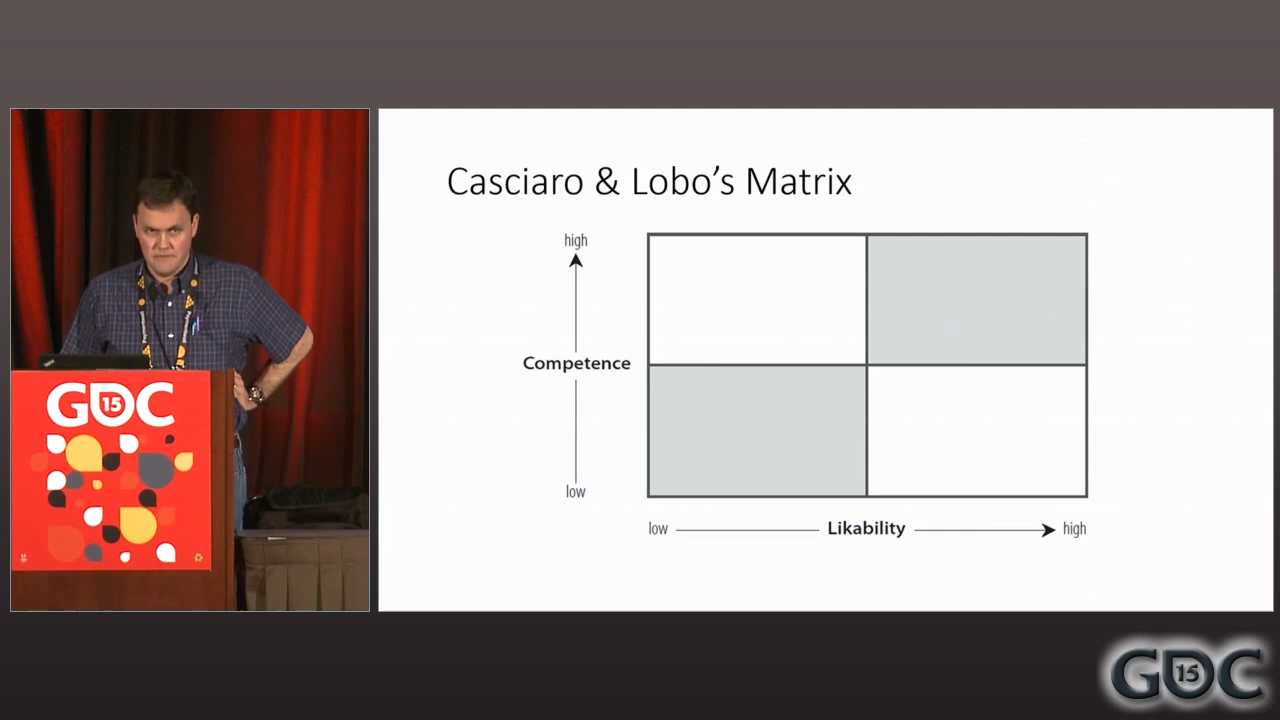 Casciaro & Lobo's Matrix
high
Competence
low
low
Likability
high
GDC
15
GDC
15